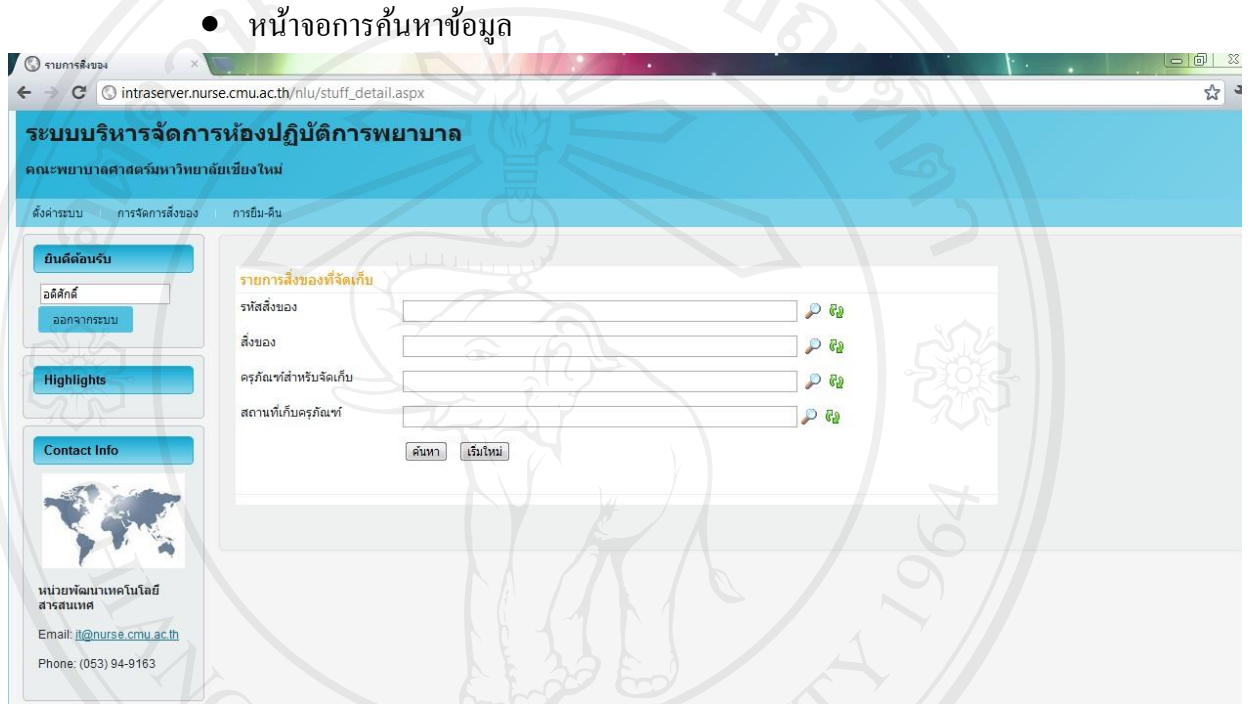 ● หน้าจอการค้นหาข้อมูล
รายการสิ่งของ
intraserver.nurse.cmu.ac.th/nlu/stuff_detail.aspx
ระบบบริหารจัดการห้องปฏิบัติการพยาบาล
คณะพยาบาลศาสตร์มหาวิทยาลัยเชียงใหม่
ตั้งค่าระบบ การจัดการสิ่งของ การยืม-คืน
ยินดีต้อนรับ
อดิศักดิ์
ออกจากระบบ
Highlights
Contact Info
หน่วยพัฒนาเทคโนโลยี
สารสนเทศ
Email: it@nurse.cmu.ac.th
Phone: (053) 94-9163
รายการสิ่งของที่จัดเก็บ
รหัสสิ่งของ
สิ่งของ
ครุภัณฑ์สำหรับจัดเก็บ
สถานที่เก็บครุภัณฑ์
ค้นหา เริ่มใหม่
1964